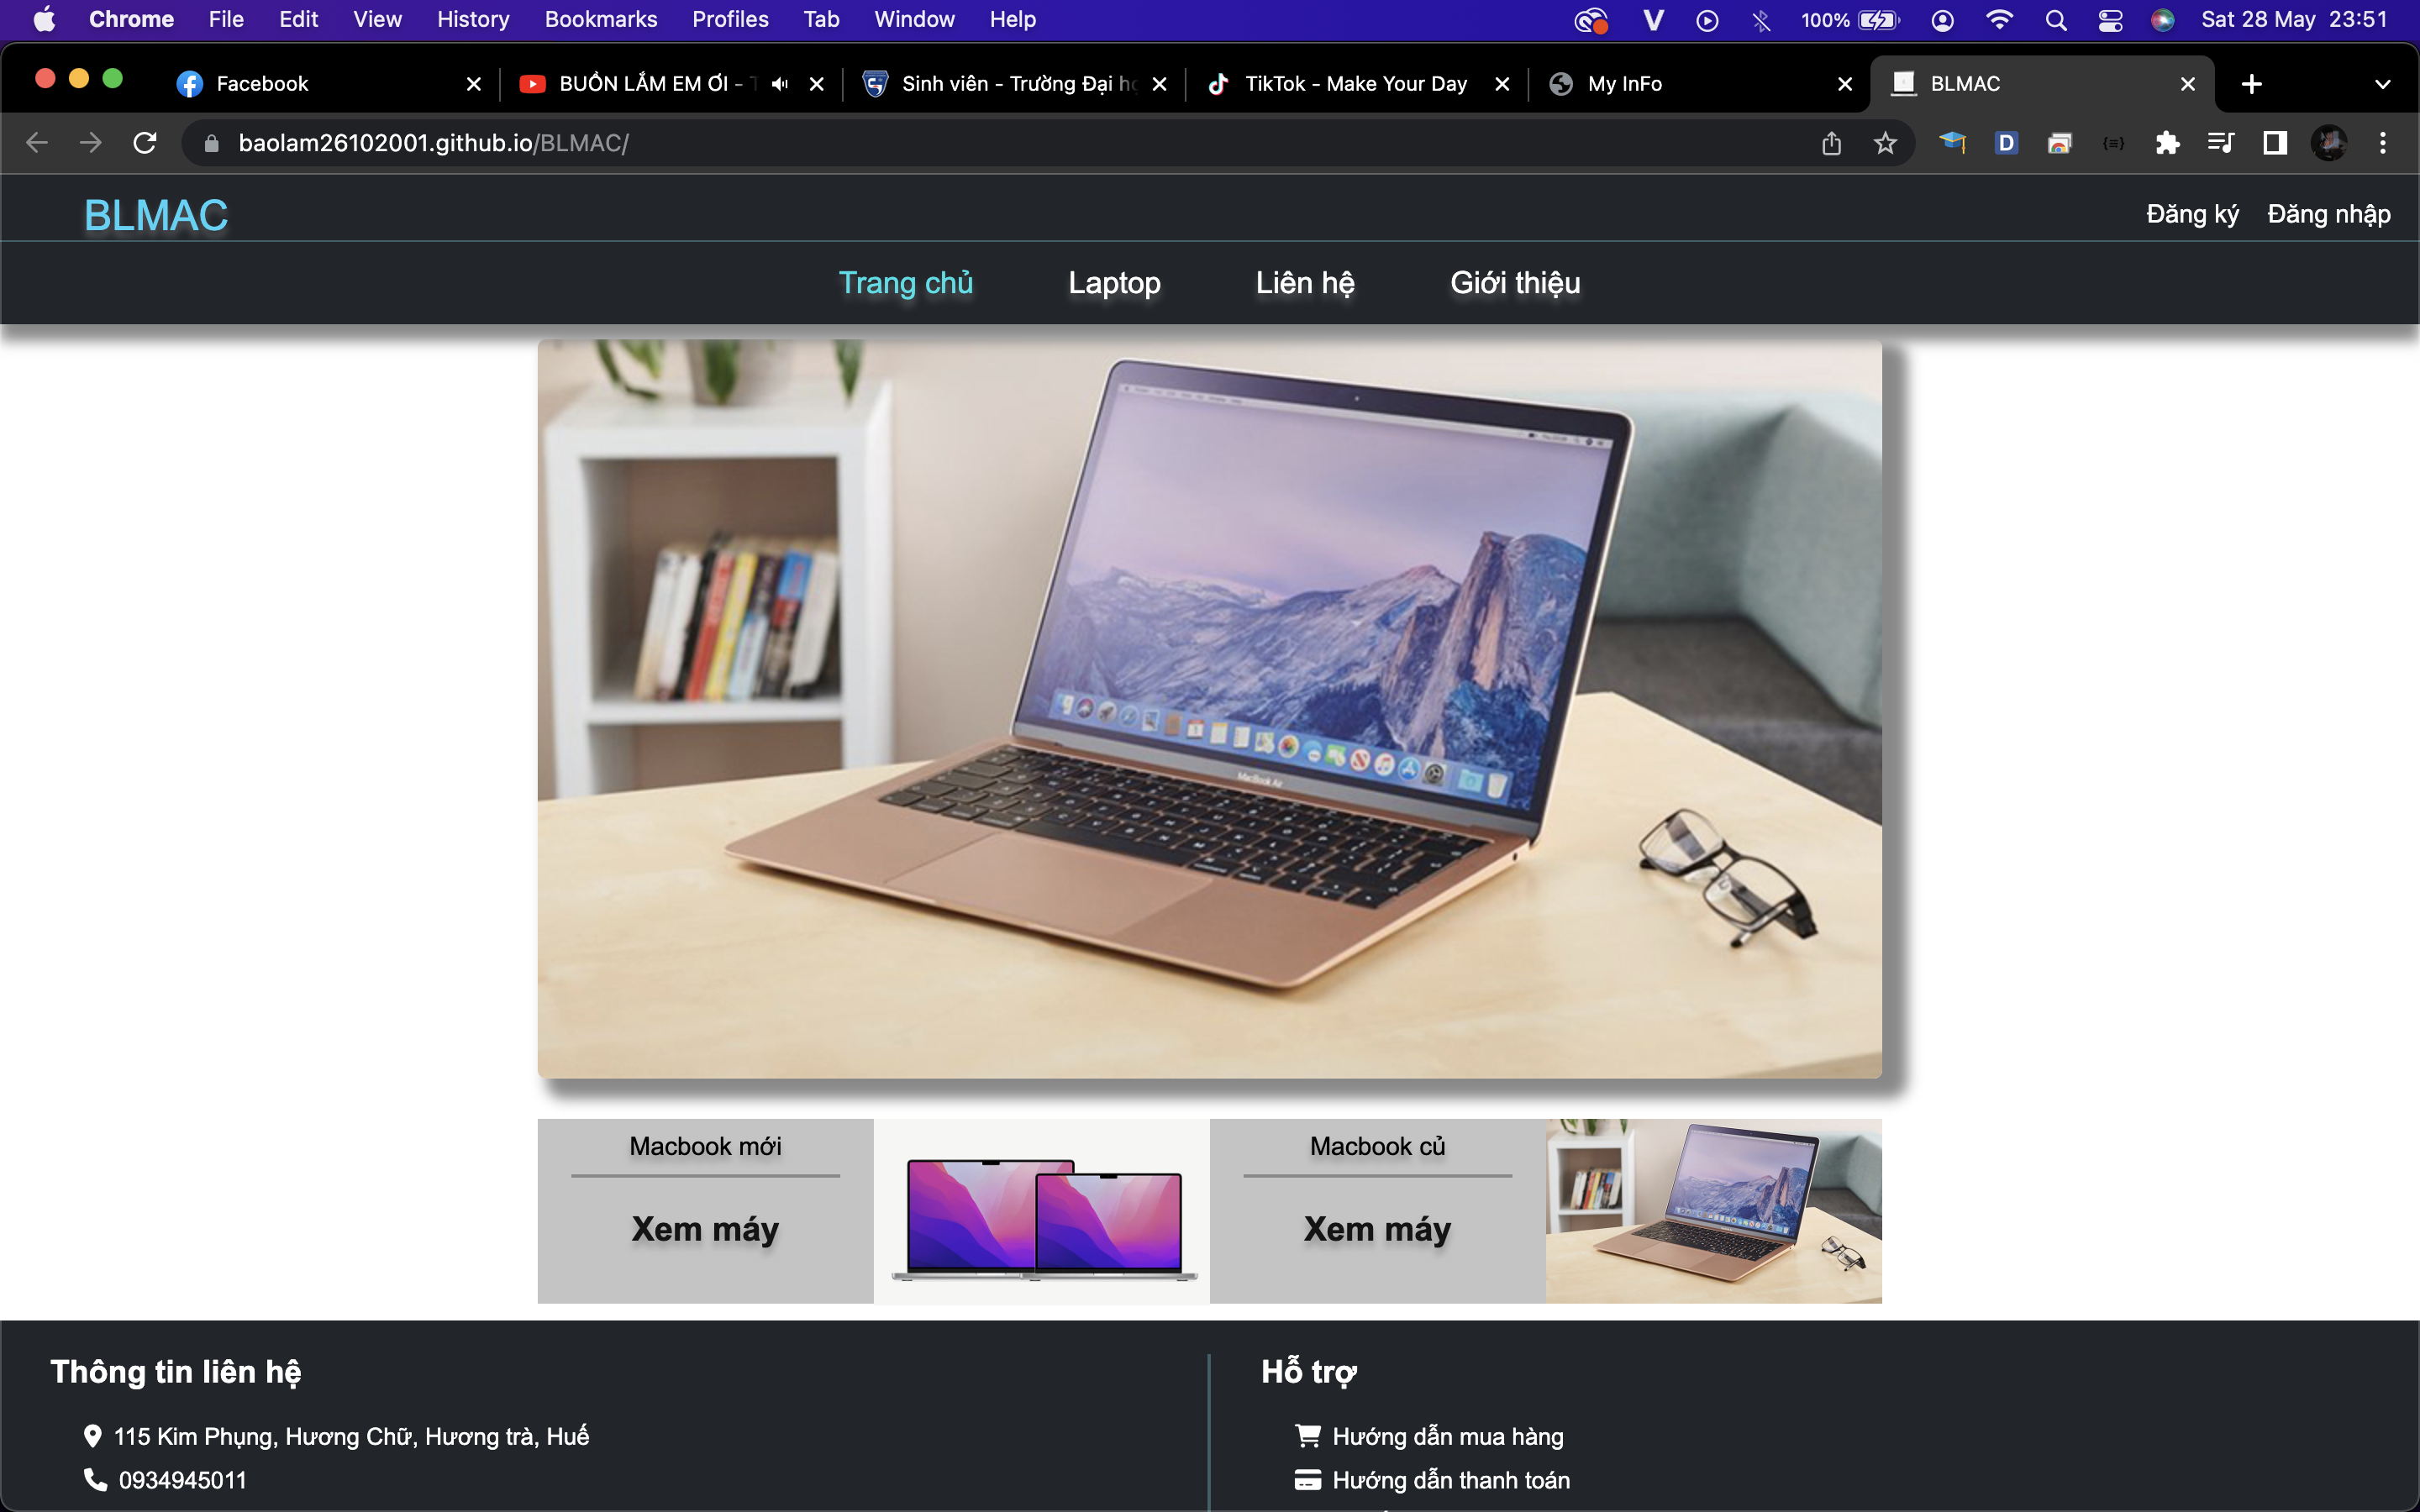 Chrome File Edit View History Bookmarks Profiles Tab Window Help 100% Sat 28 May 23:51
Facebook BUỒN LẮM EM ƠI - Sinh viên - Trường Đại TikTok - Make Your Day My InFo BLMAC
baolam26102001.github.io/BLMAC/
BLMAC Đăng ký Đăng nhập
Trang chủ Laptop Liên hệ Giới thiệu
MacBook Air
Macbook mới
Xem máy
Macbook củ
Xem máy
Thông tin liên hệ
115 Kim Phụng, Hương Chữ, Hương trà, Huế
0934945011
Hỗ trợ
Hướng dẫn mua hàng
Hướng dẫn thanh toán